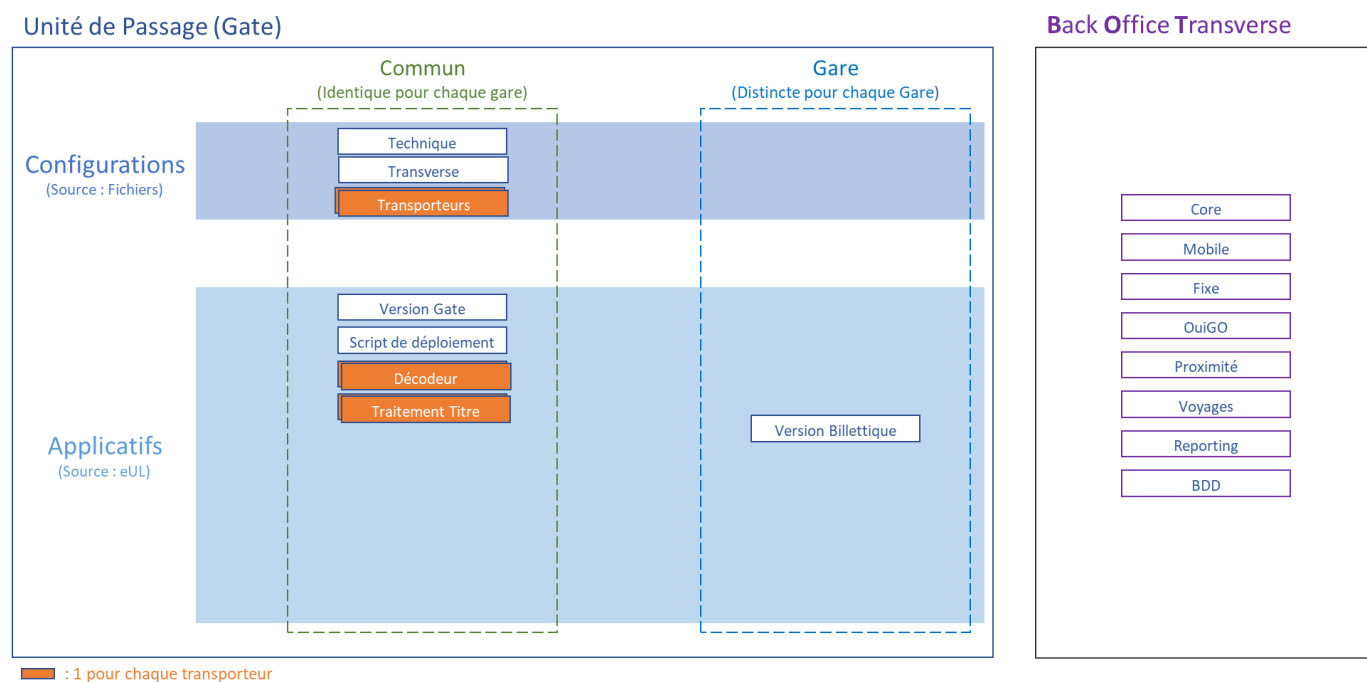 Unité de Passage (Gate)
Back Office Transverse
Commun
(Identique pour chaque gare)
Gare
(Distincte pour chaque Gare)
Configurations
(Source : Fichiers)
Technique
Transverse
Transporteurs
Applicatifs
(Source : eUL)
Version Gate
Script de déploiement
Décodeur
Traitement Titre
Version Billettique
Core
Mobile
Fixe
OuiGO
Proximité
Voyages
Reporting
BDD
: 1 pour chaque transporteur